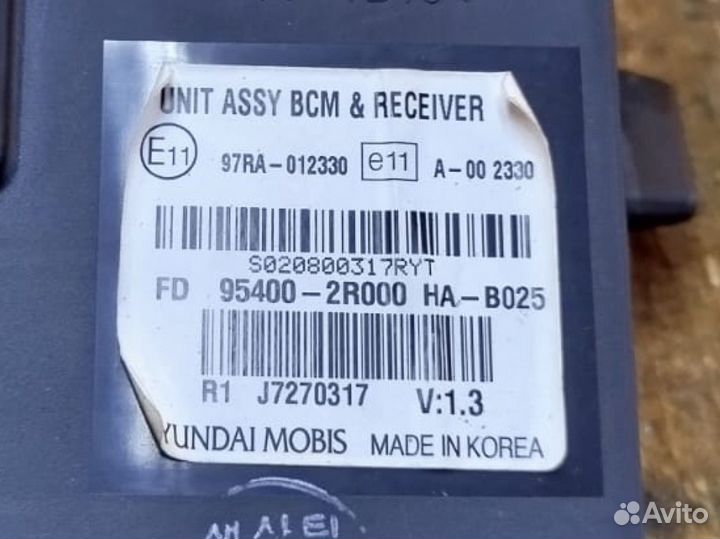 UNIT ASSY BCM & RECEIVER
E11 97RA-012330 e11 A-00 2330
S020800317RYT
FD 95400-2R000 HA-B025
R1 J7270317 V:1.3
YUNDAI MOBIS MADE IN KOREA
Avito